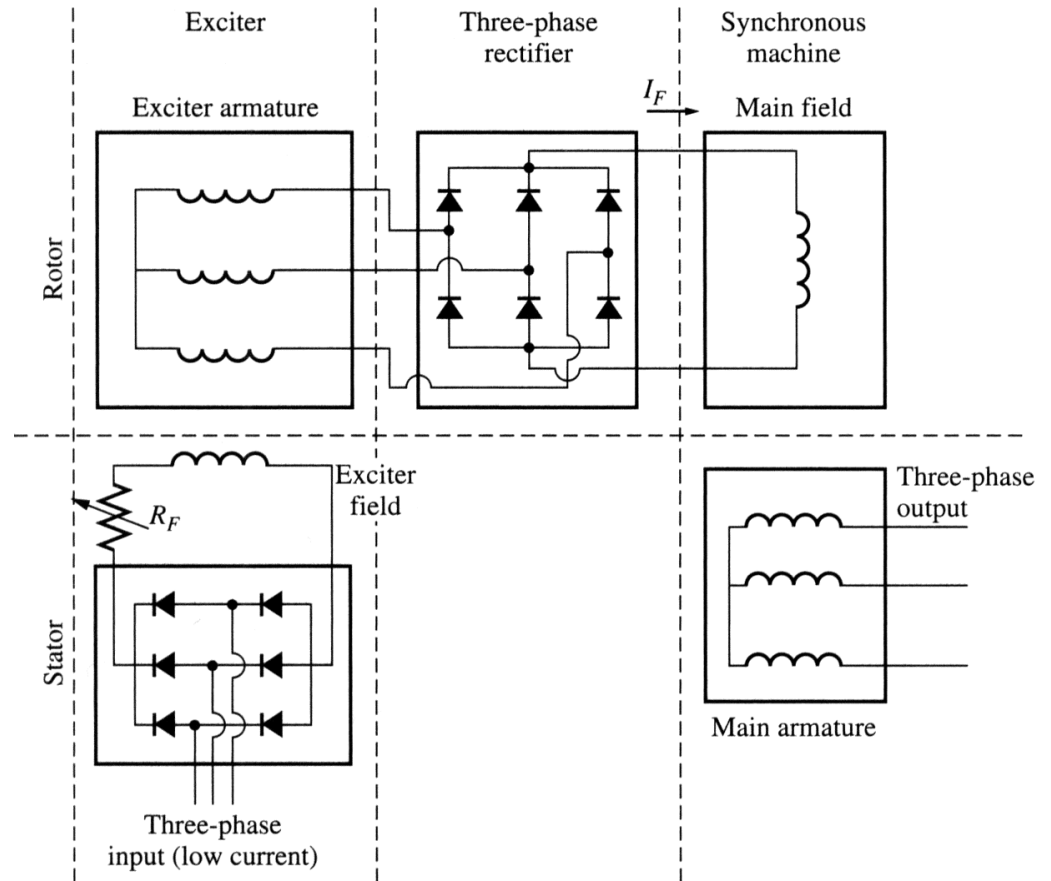 Exciter
Three-phase
rectifier
Synchronous
machine
Exciter armature
I_F
Main field
Rotor
Exciter
field
R_F
Three-phase
output
Stator
Main armature
Three-phase
input (low current)